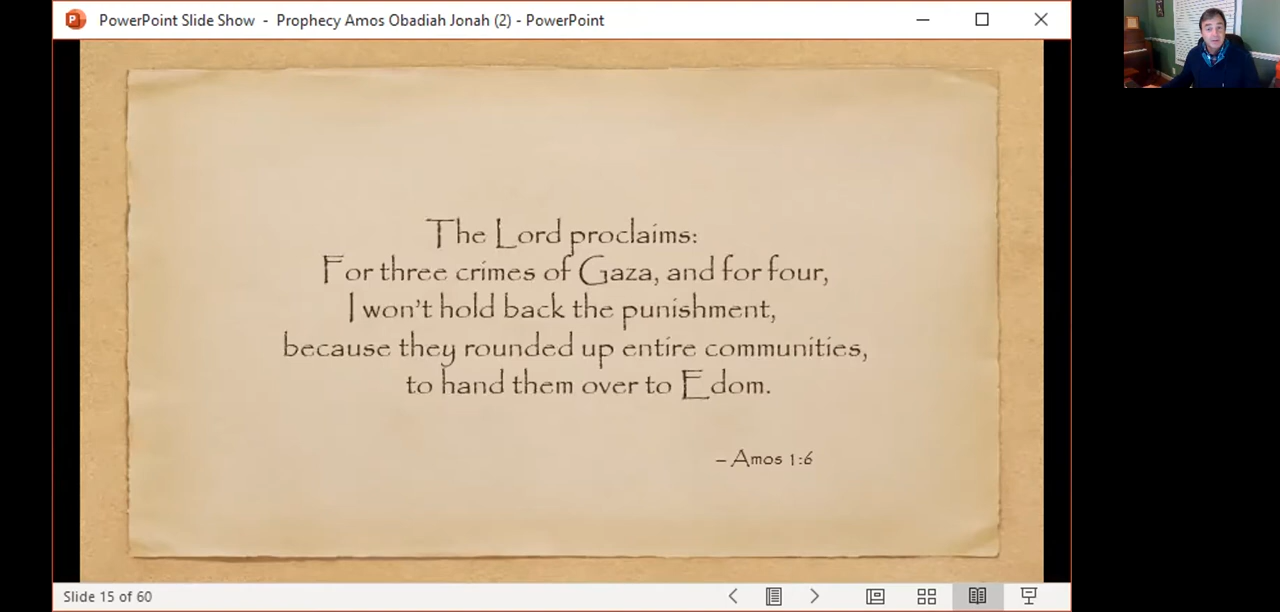 PowerPoint Slide Show - Prophecy Amos Obadiah Jonah (2) - PowerPoint
The Lord proclaims:
For three crimes of Gaza, and for four,
I won't hold back the punishment,
because they rounded up entire communities,
to hand them over to Edom.
– Amos 1:6
Slide 15 of 60